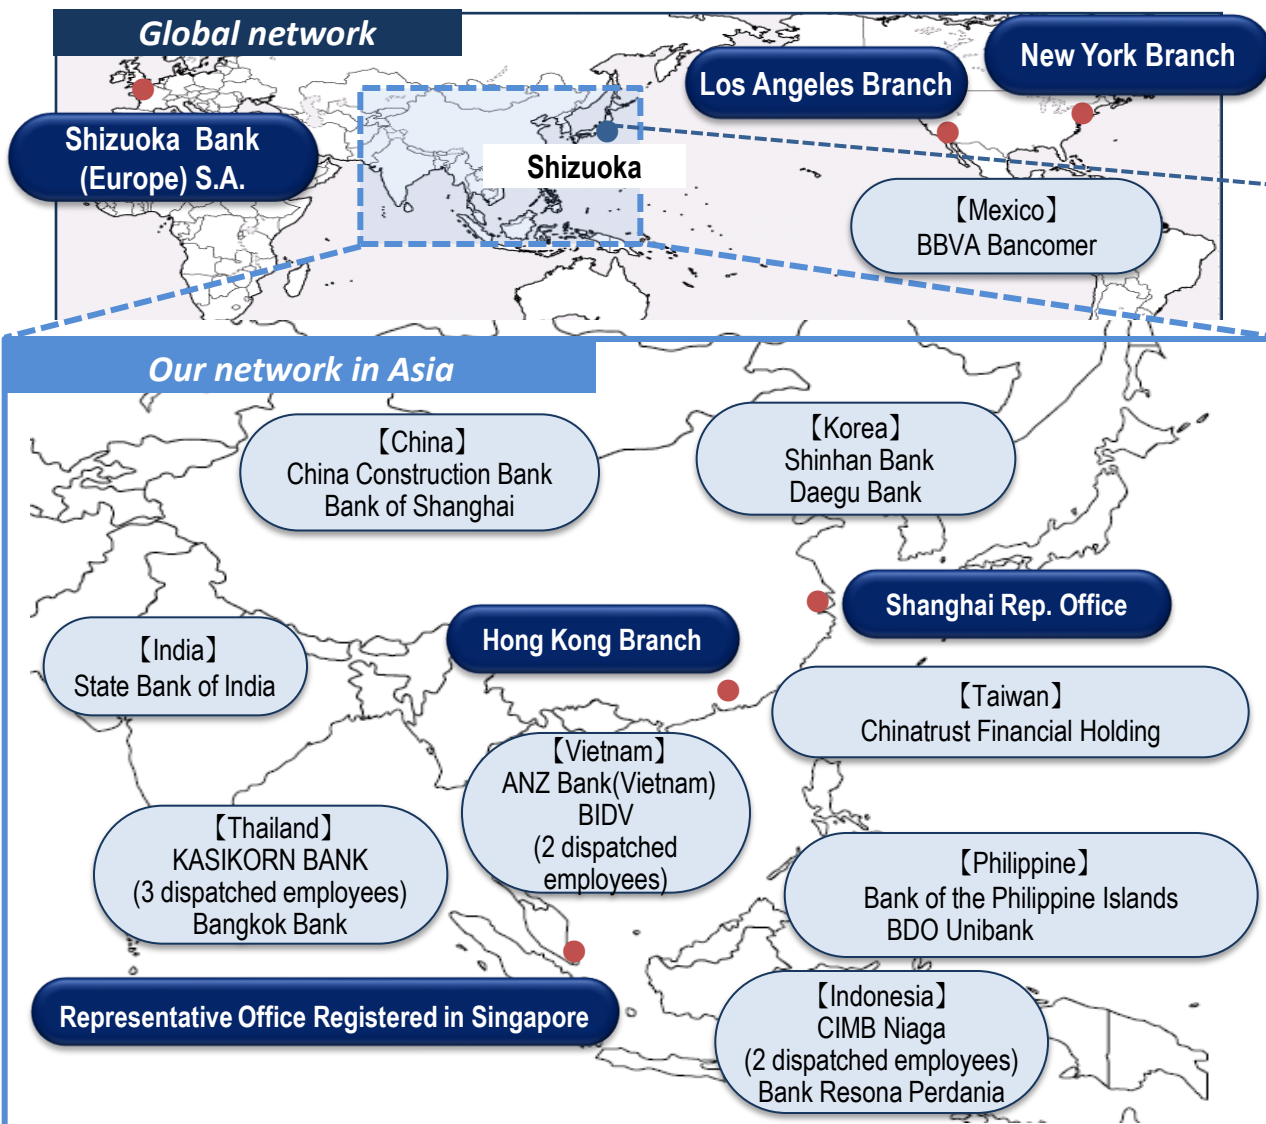 Global network
New York Branch
Los Angeles Branch
Shizuoka Bank
(Europe) S.A.
Shizuoka
【Mexico】
BBVA Bancomer
Our network in Asia
【China】
China Construction Bank
Bank of Shanghai
【Korea】
Shinhan Bank
Daegu Bank
Shanghai Rep. Office
Hong Kong Branch
【India】
State Bank of India
【Taiwan】
Chinatrust Financial Holding
【Vietnam】
ANZ Bank(Vietnam)
BIDV
(2 dispatched
employees)
【Thailand】
KASIKORN BANK
(3 dispatched employees)
Bangkok Bank
【Philippine】
Bank of the Philippine Islands
BDO Unibank
Representative Office Registered in Singapore
【Indonesia】
CIMB Niaga
(2 dispatched employees)
Bank Resona Perdania